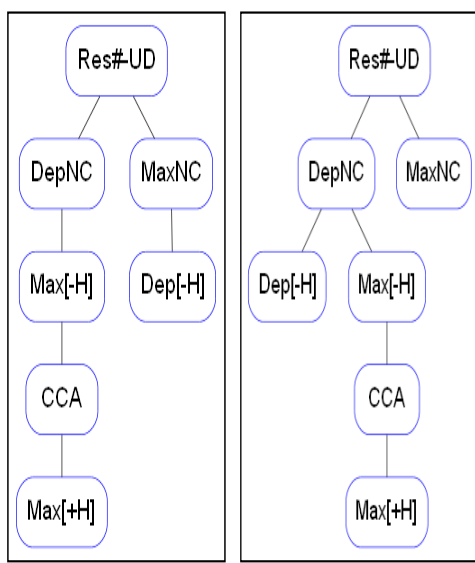 Res#-UD
DepNC MaxNC
Max[-H] Dep[-H]
CCA
Max[+H]
Res#-UD
DepNC MaxNC
Dep[-H] Max[-H]
CCA
Max[+H]